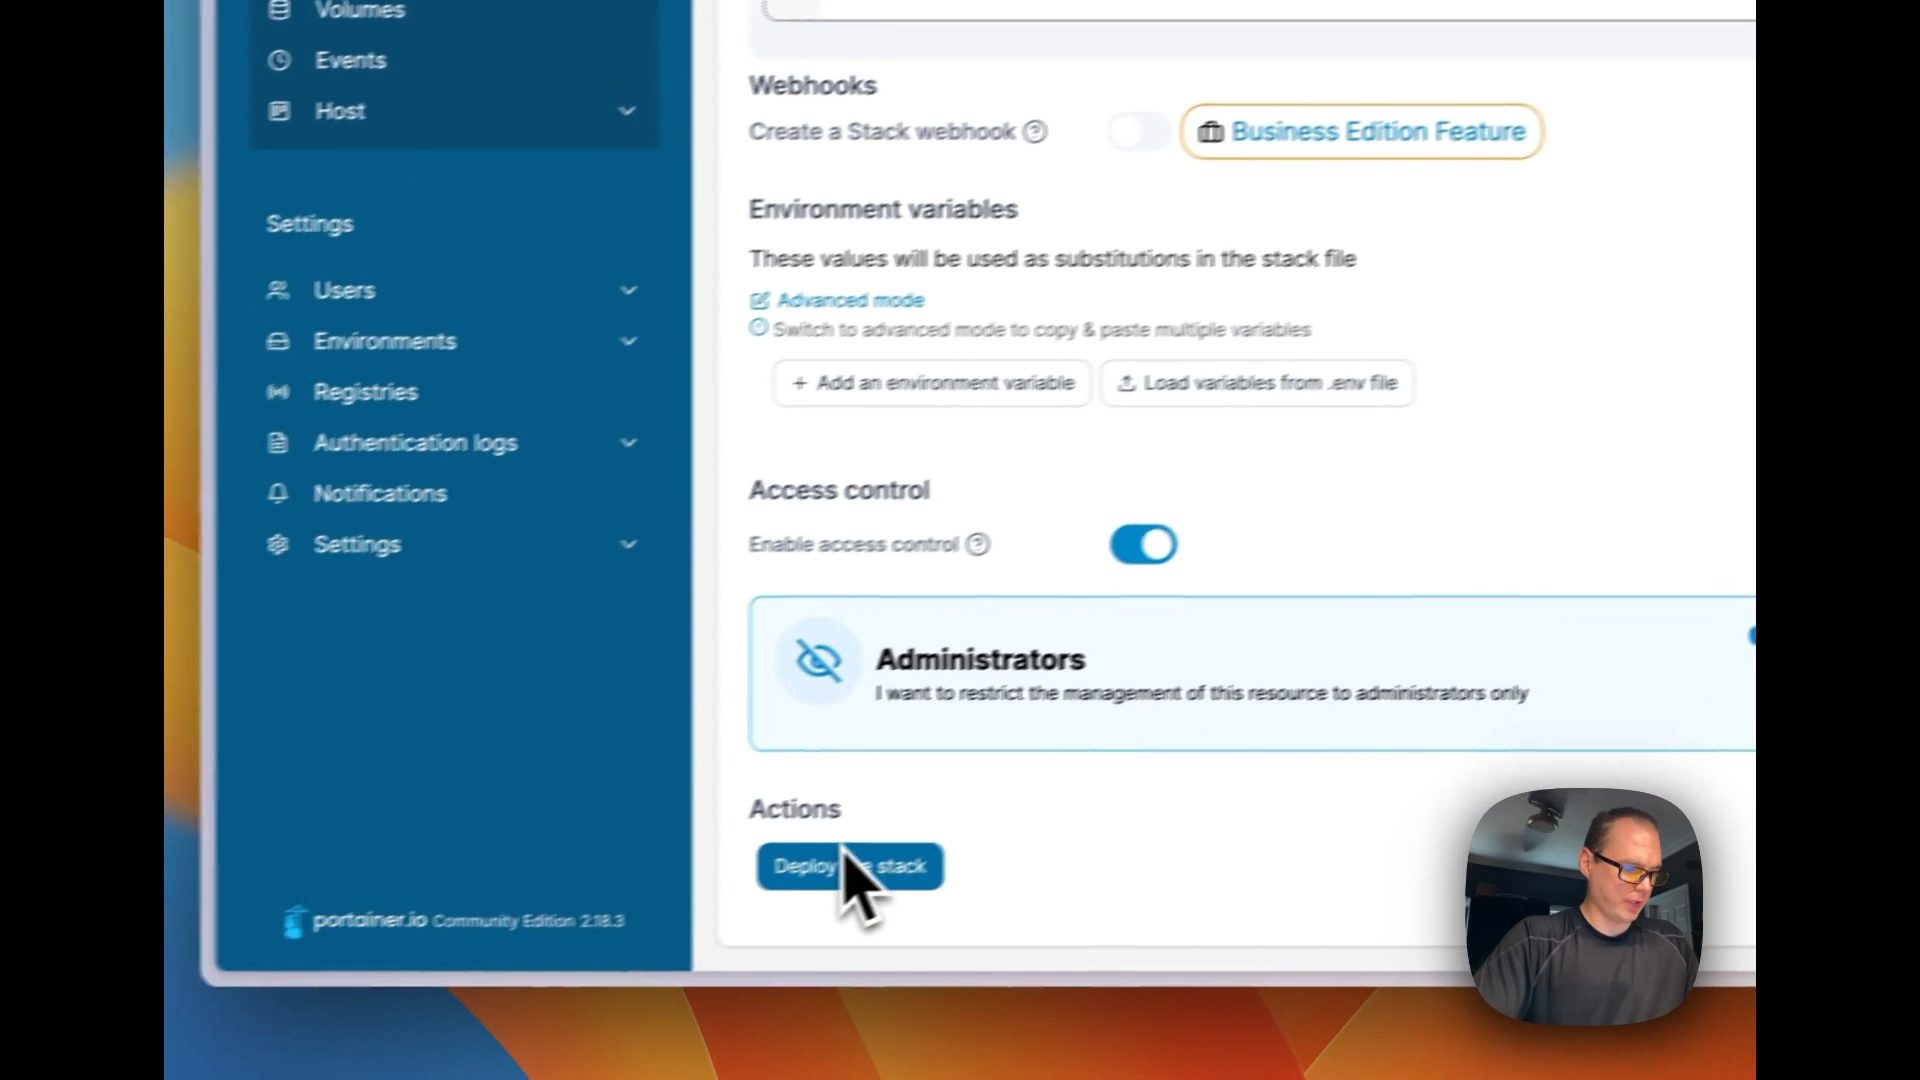 Volumes
Events
Host
Settings
Users
Environments
Registries
Authentication logs
Notifications
Settings
portainer.io Community Edition 2.18.3
Webhooks
Create a Stack webhook
Business Edition Feature
Environment variables
These values will be used as substitutions in the stack file
Advanced mode
Switch to advanced mode to copy & paste multiple variables
+ Add an environment variable
Load variables from .env file
Access control
Enable access control
Administrators
I want to restrict the management of this resource to administrators only
Actions
Deploy stack